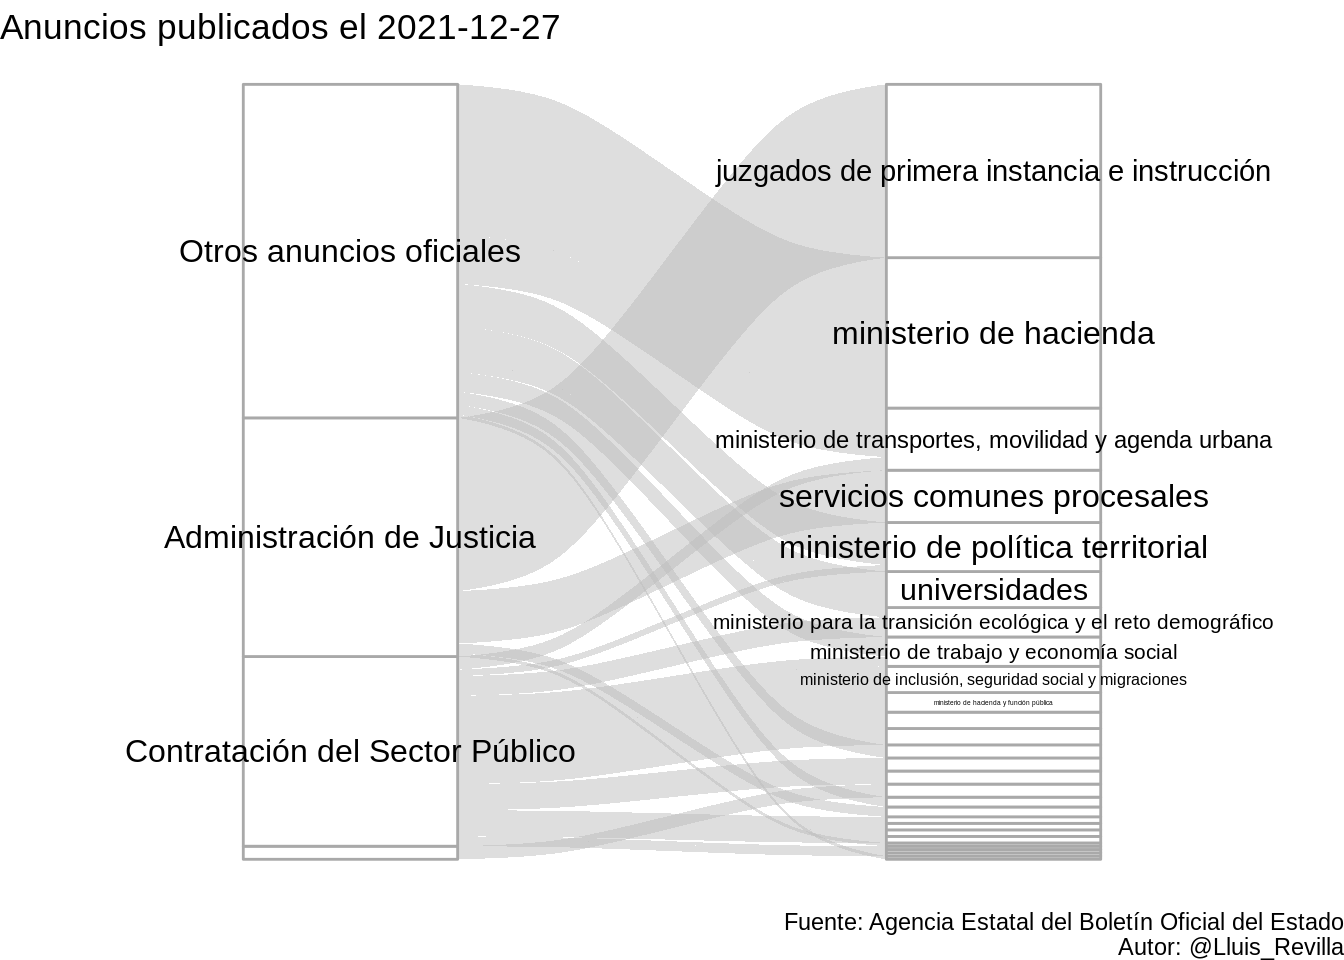 Anuncios publicados el 2021-12-27
Otros anuncios oficiales
Administración de Justicia
Contratación del Sector Público
juzgados de primera instancia e instrucción
ministerio de hacienda
ministerio de transportes, movilidad y agenda urbana
servicios comunes procesales
ministerio de política territorial
universidades
ministerio para la transición ecológica y el reto demográfico
ministerio de trabajo y economía social
ministerio de inclusión, seguridad social y migraciones
ministerio de hacienda y función pública
Fuente: Agencia Estatal del Boletín Oficial del Estado
Autor: @Lluis_Revilla